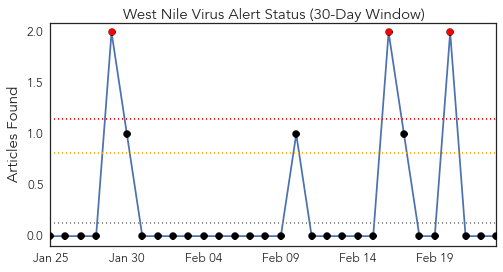 West Nile Virus Alert Status (30-Day Window)
Articles Found
2.0
1.5
1.0
0.5
0.0
Jan 25 Jan 30 Feb 04 Feb 09 Feb 14 Feb 19